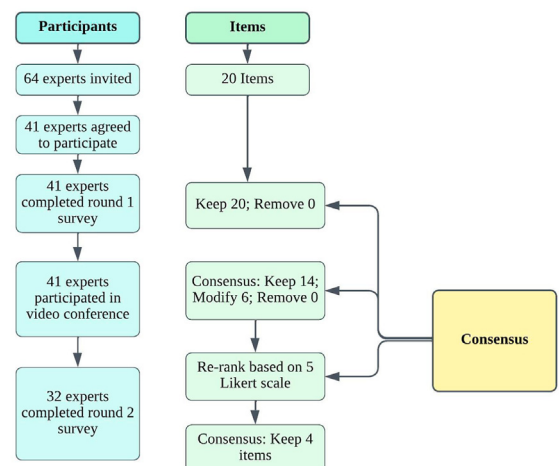 Participants
64 experts invited
41 experts agreed
to participate
41 experts
completed round 1
survey
41 experts
participated in
video conference
32 experts
completed round 2
survey
Items
20 Items
Keep 20; Remove 0
Consensus: Keep 14;
Modify 6; Remove 0
Re-rank based on 5
Likert scale
Consensus: Keep 4
items
Consensus